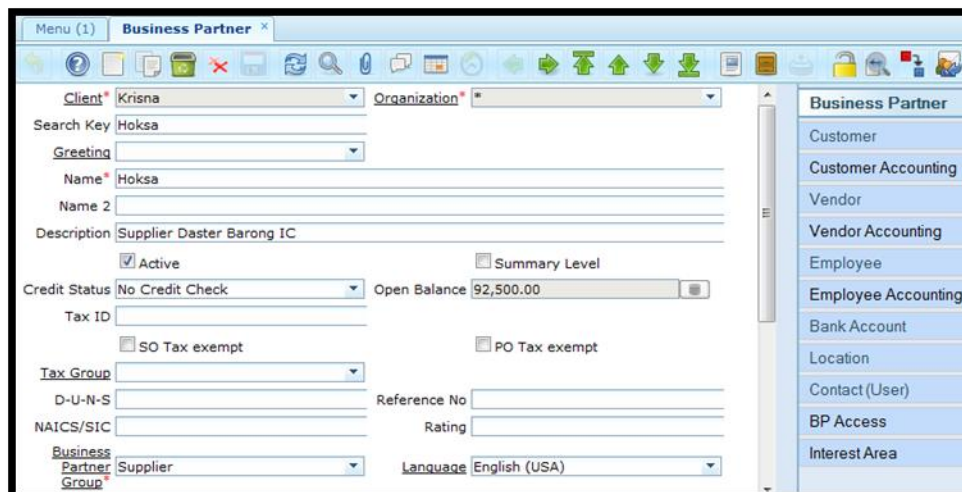 Menu (1) Business Partner ×
Client* Krisna Organization* *
Search Key Hoksa
Greeting
Name* Hoksa
Name 2
Description Supplier Daster Barong IC
Active Summary Level
Credit Status No Credit Check Open Balance 92,500.00
Tax ID
SO Tax exempt PO Tax exempt
Tax Group
D-U-N-S Reference No
NAICS/SIC Rating
Business
Partner Supplier Language English (USA)
Group*
Business Partner
Customer
Customer Accounting
Vendor
Vendor Accounting
Employee
Employee Accounting
Bank Account
Location
Contact (User)
BP Access
Interest Area